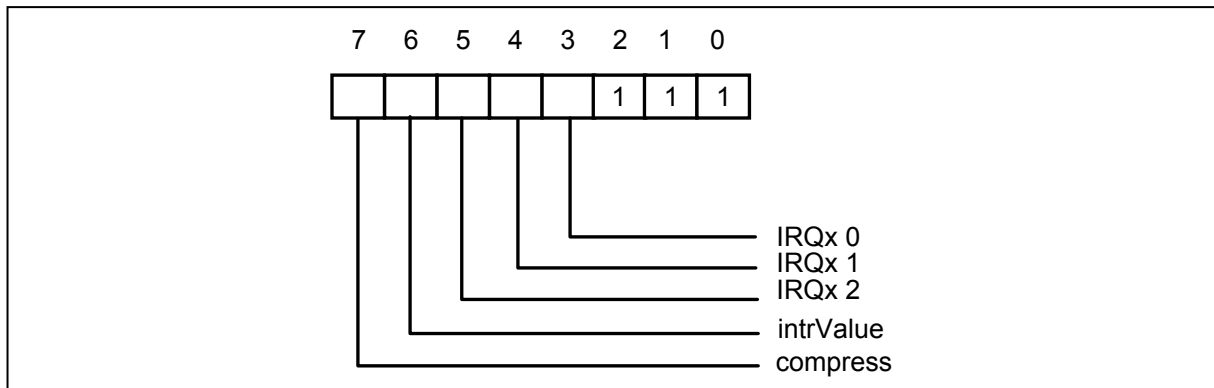 7 6 5 4 3 2 1 0
1 1 1
IRQx 0
IRQx 1
IRQx 2
intrValue
compress